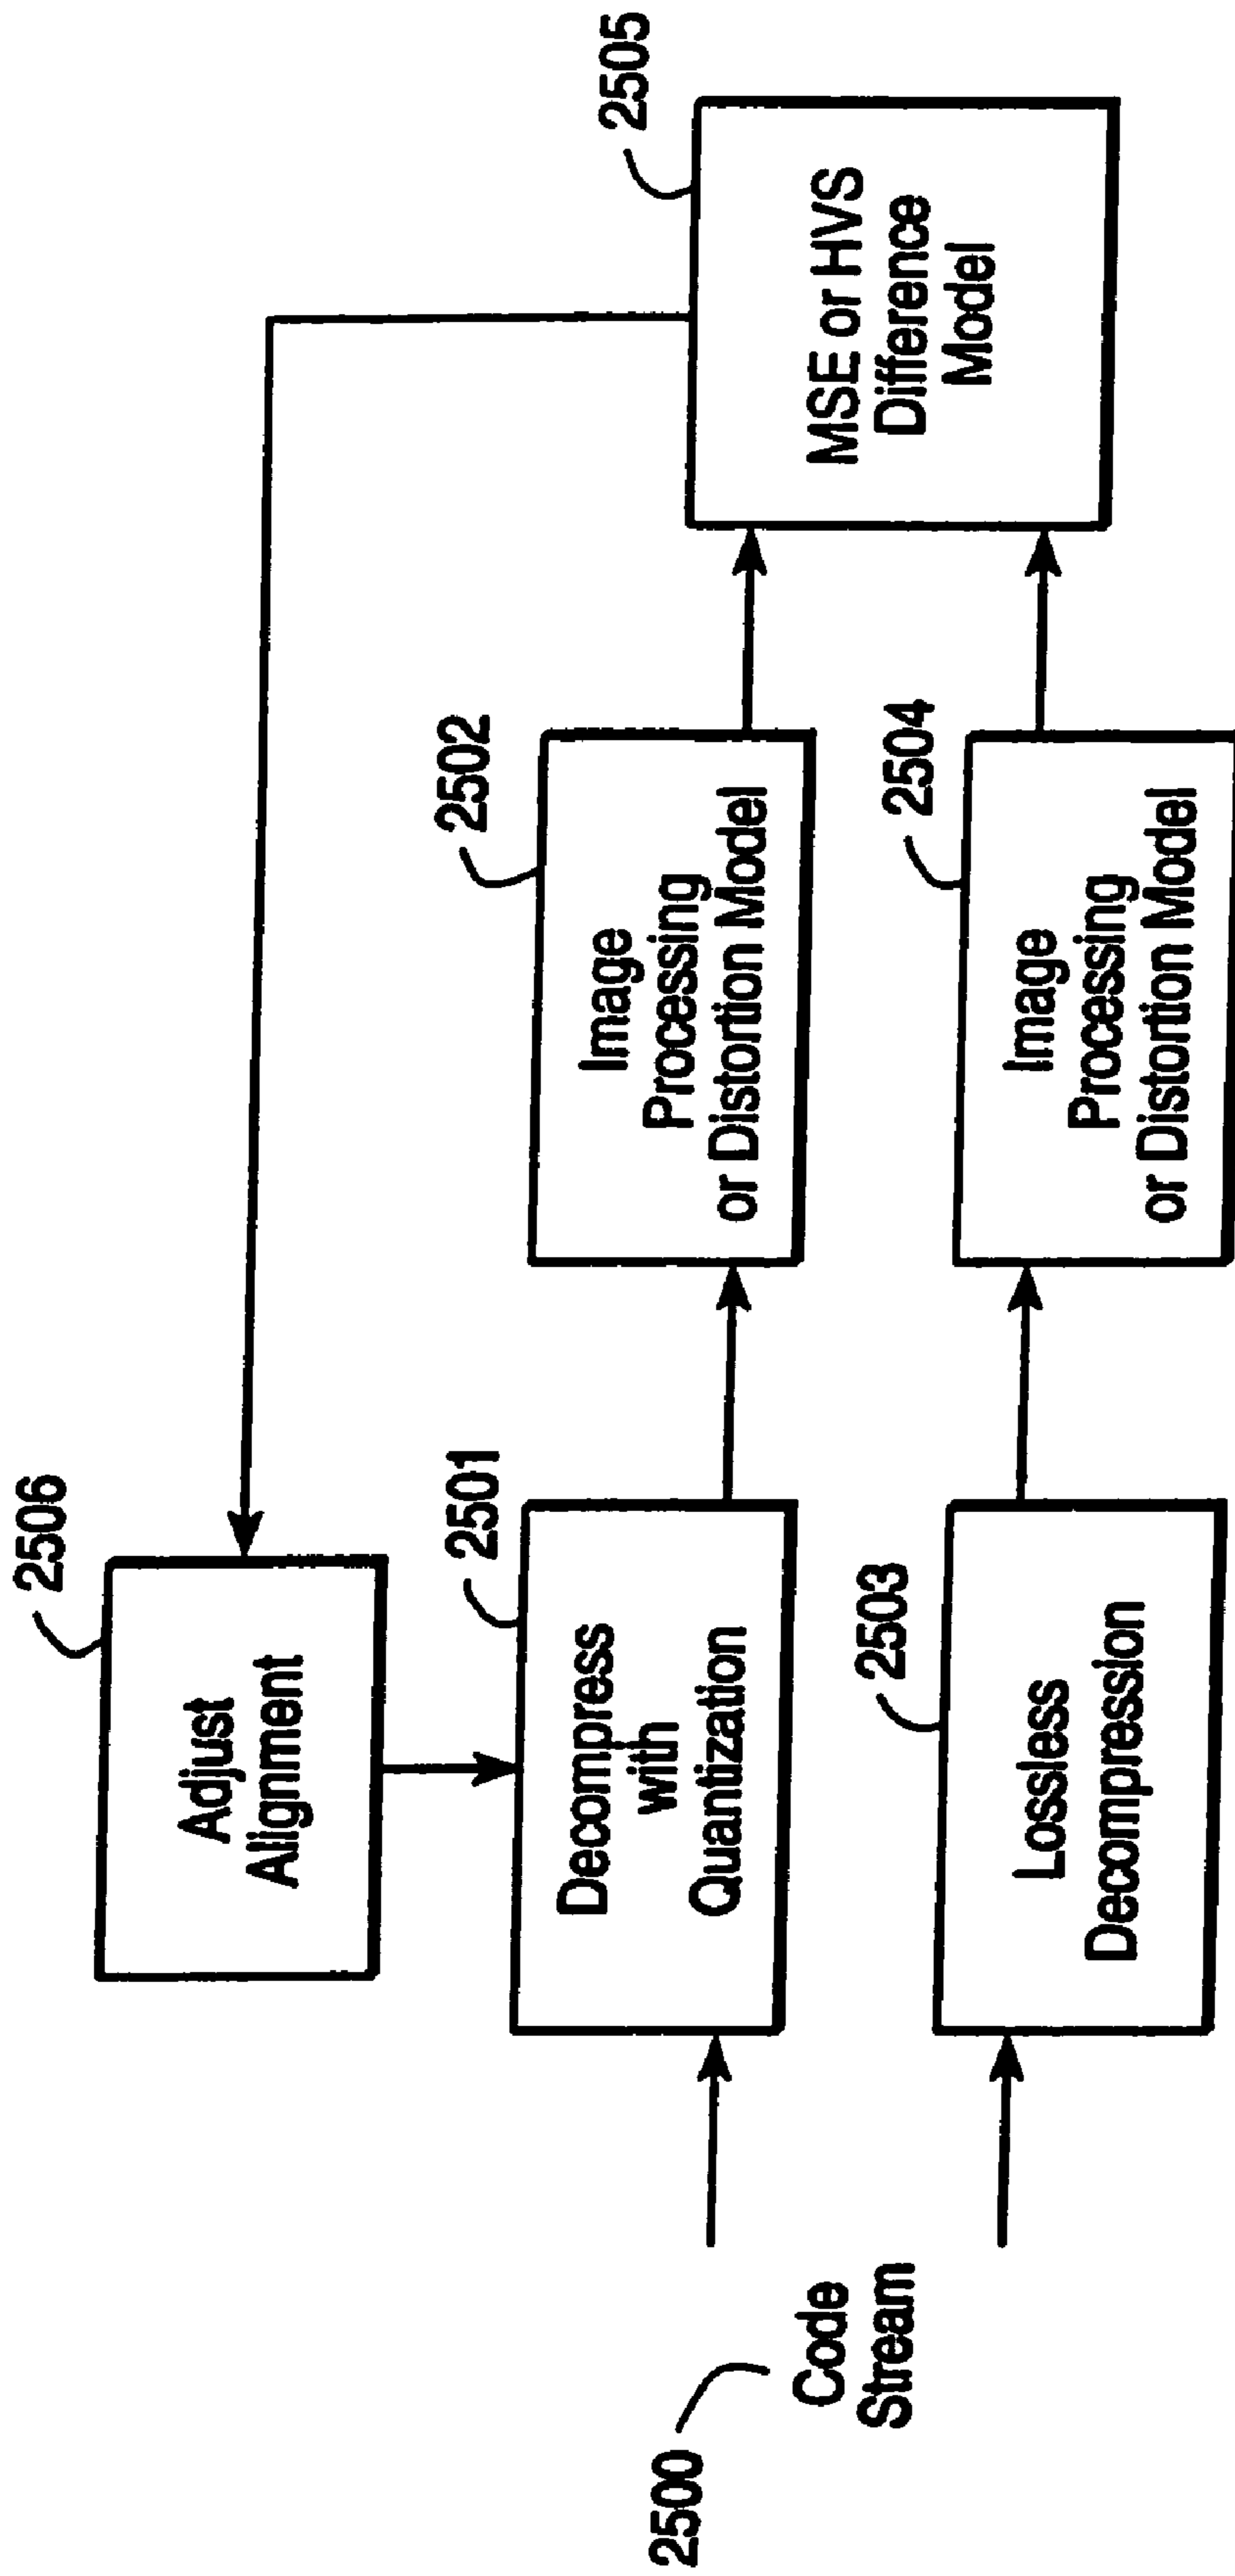 2506
Adjust
Alignment
2505
MSE or HVS
Difference
Model
2501
Decompress
with
Quantization
2502
Image
Processing
or Distortion Model
2500
Code
Stream
2503
Lossless
Decompression
2504
Image
Processing
or Distortion Model